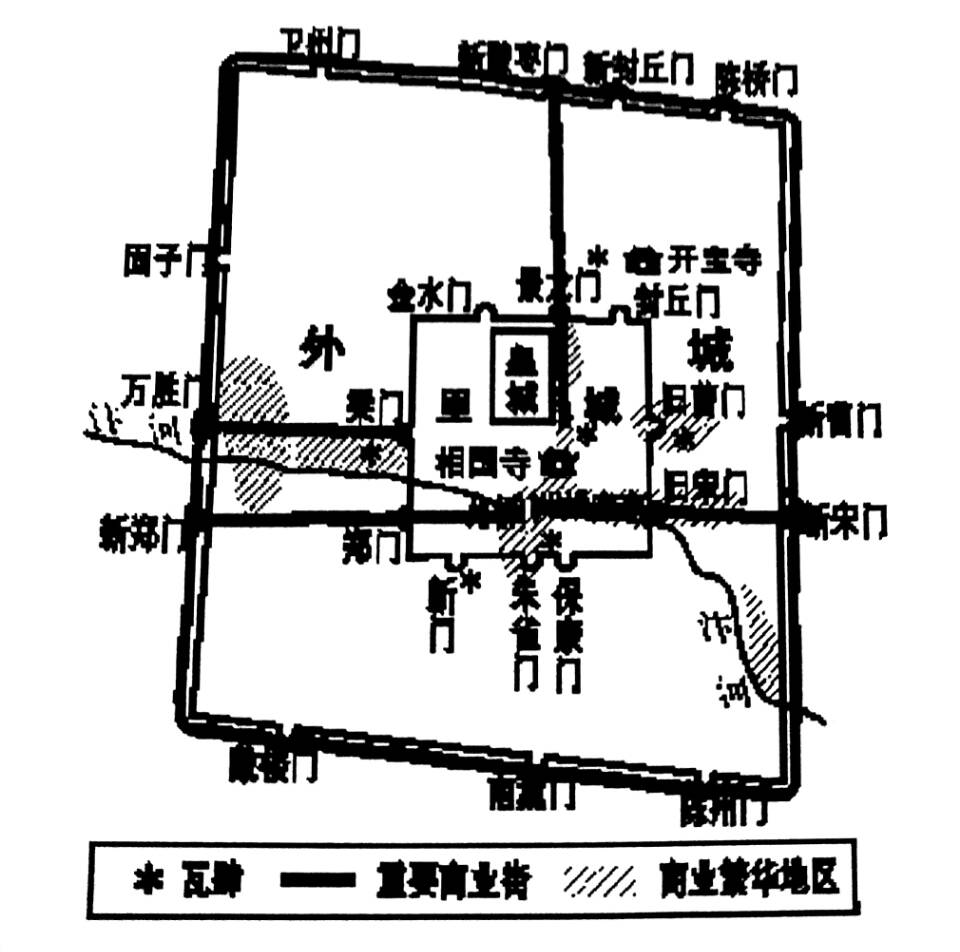 卫州门
新酸枣门
新封丘门
陈桥门
固子门
金水门
景龙门
开宝寺
封丘门
外
城
皇城
里
城
万胜门
梁门
旧曹门
新曹门
汴河
相国寺
旧宋门
新郑门
郑门
新宋门
新门
朱雀门
保康门
汴河
戴楼门
南薰门
陈州门
瓦肆
重要商业街
商业繁华地区